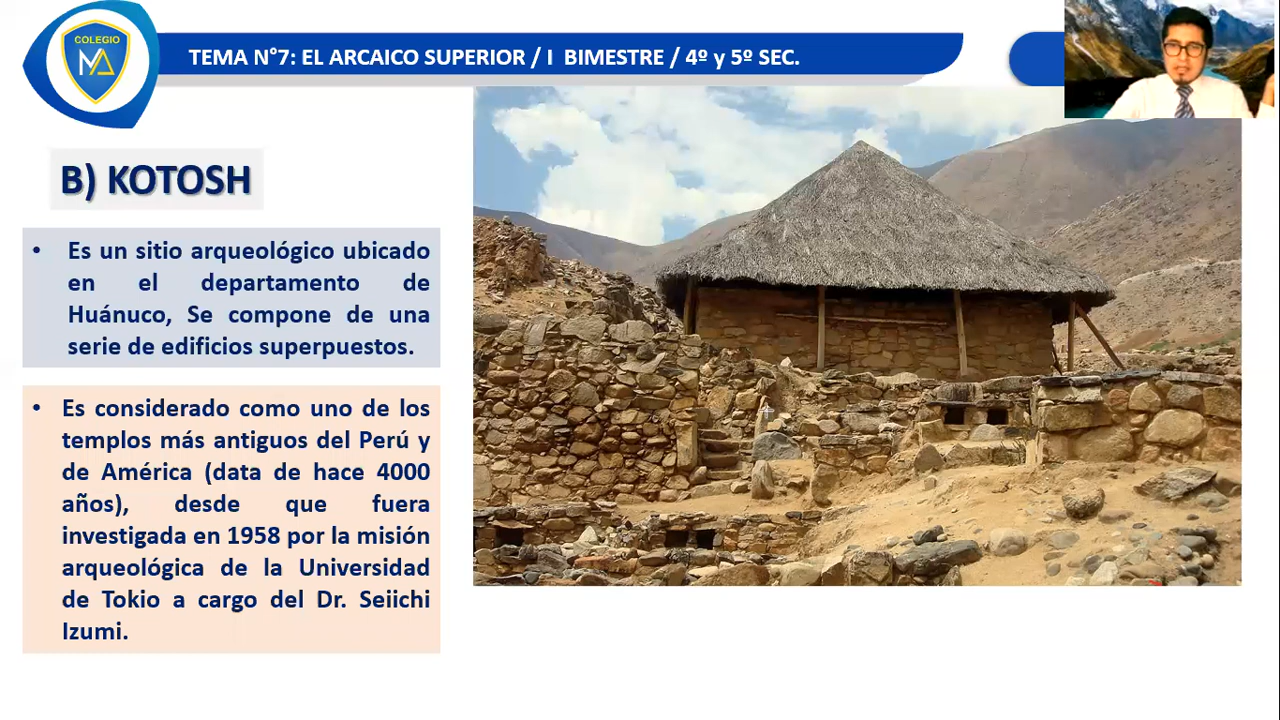 COLEGIO
MA
TEMA N°7: EL ARCAICO SUPERIOR / I BIMESTRE / 4º y 5º SEC.
B) KOTOSH
• Es un sitio arqueológico ubicado
en el departamento de
Huánuco, Se compone de una
serie de edificios superpuestos.
• Es considerado como uno de los
templos más antiguos del Perú y
de América (data de hace 4000
años), desde que fuera
investigada en 1958 por la misión
arqueológica de la Universidad
de Tokio a cargo del Dr. Seiichi
Izumi.